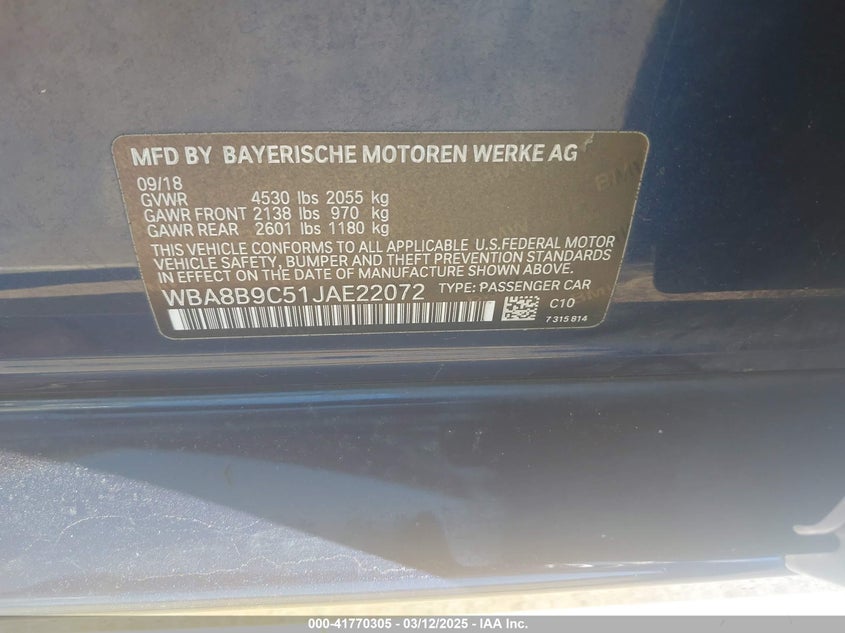 MFD BY BAYERISCHE MOTOREN WERKE AG
09/18
GVWR 4530 lbs 2055 kg
GAWR FRONT 2138 lbs 970 kg
GAWR REAR 2601 lbs 1180 kg
THIS VEHICLE CONFORMS TO ALL APPLICABLE U.S.FEDERAL MOTOR
VEHICLE SAFETY, BUMPER AND THEFT PREVENTION STANDARDS
IN EFFECT ON THE DATE OF MANUFACTURE SHOWN ABOVE.
WBA8B9C51JAE22072 TYPE: PASSENGER CAR
C10
7 315 814
000-41770305 - 03/12/2025 - IAA Inc.